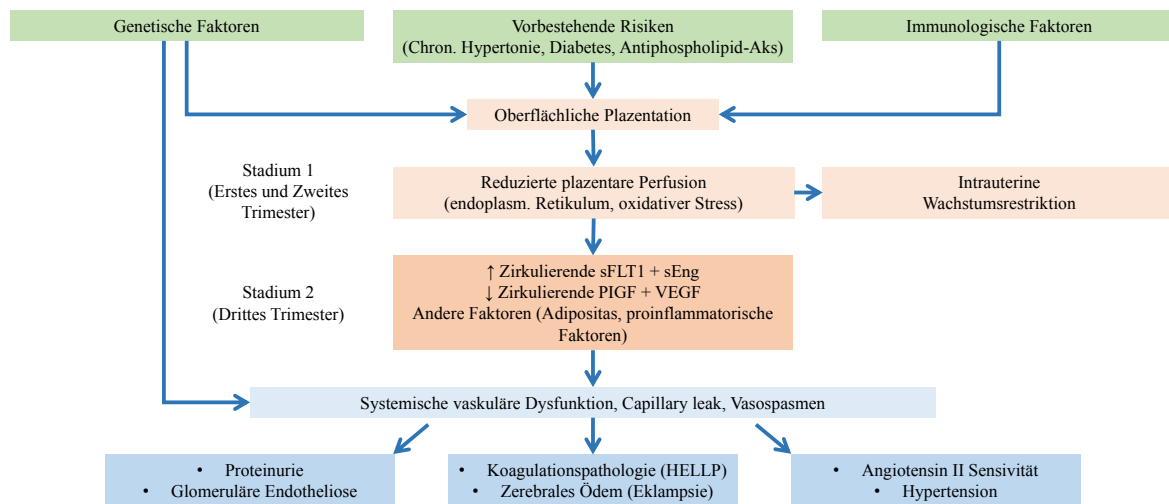 Genetische Faktoren
Vorbestehende Risiken
(Chron. Hypertonie, Diabetes, Antiphospholipid-Aks)
Immunologische Faktoren
Oberflächliche Plazentation
Stadium 1
(Erstes und Zweites
Trimester)
Reduzierte plazentare Perfusion
(endoplasm. Retikulum, oxidativer Stress)
Intrauterine
Wachstumsrestriktion
Stadium 2
(Drittes Trimester)
↑ Zirkulierende sFLT1 + sEng
↓ Zirkulierende PIGF + VEGF
Andere Faktoren (Adipositas, proinflammatorische
Faktoren)
Systemische vaskuläre Dysfunktion, Capillary leak, Vasospasmen
• Proteinurie
• Glomeruläre Endotheliose
• Koagulationspathologie (HELLP)
• Zerebrales Ödem (Eklampsie)
• Angiotensin II Sensivität
• Hypertension